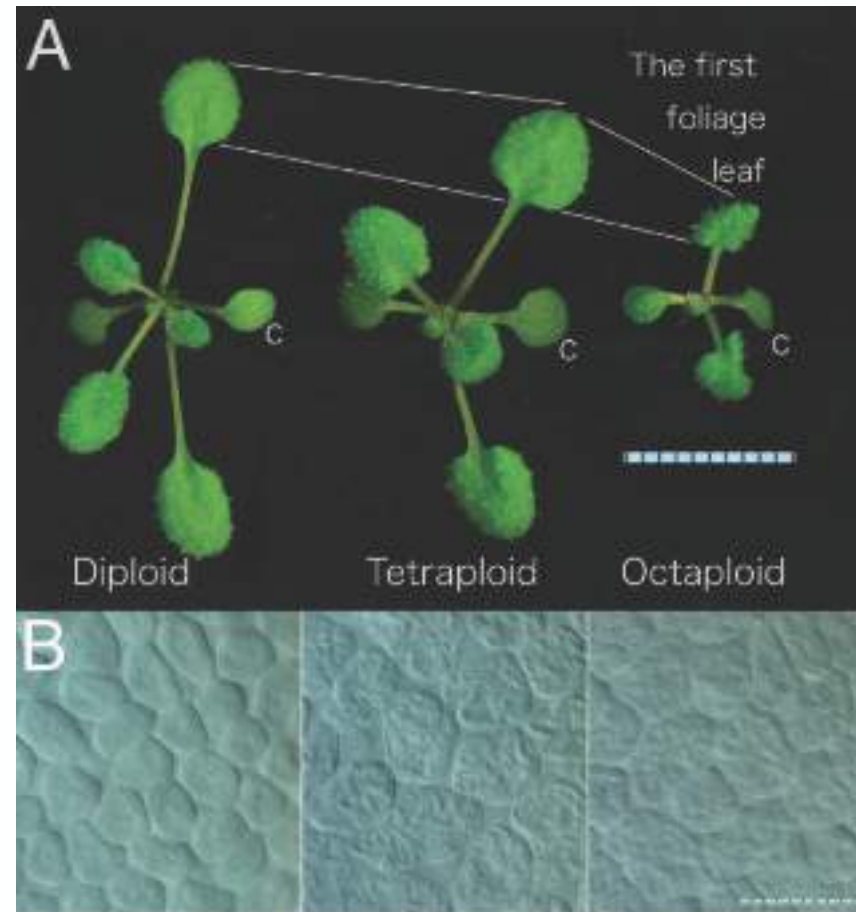 A
The first
foliage
leaf
C
C
C
Diploid
Tetraploid
Octaploid
B